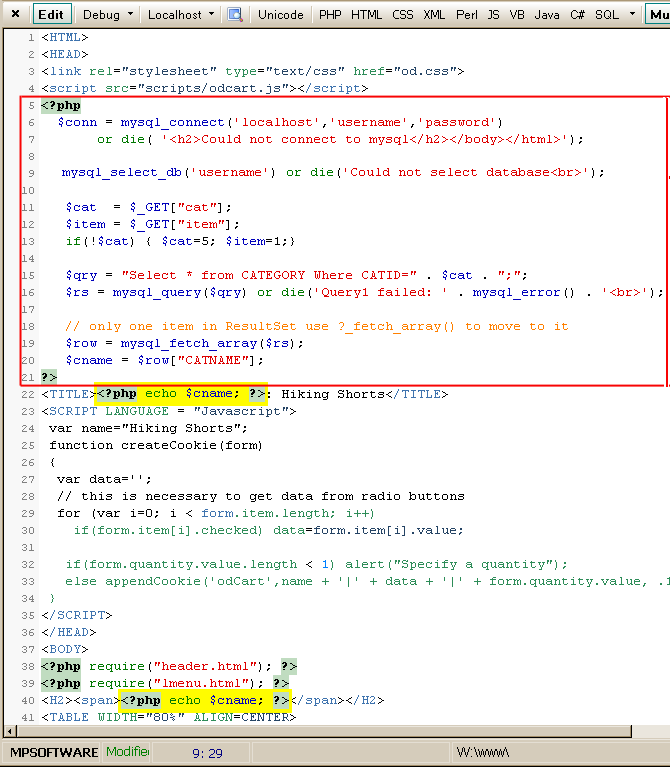 × Edit Debug Localhost Unicode PHP HTML CSS XML Perl JS VB Java C# SQL Mu
1 <HTML>
2 <HEAD>
3 <link rel="stylesheet" type="text/css" href="od.css">
4 <script src="scripts/odcart.js"></script>
5 <?php
6 $conn = mysql_connect('localhost','username','password')
7 or die( '<h2>Could not connect to mysql</h2></body></html>');
8
9 mysql_select_db('username') or die('Could not select database<br>');
10
11 $cat  = $_GET["cat"];
12 $item = $_GET["item"];
13 if(!$cat) { $cat=5; $item=1;}
14
15 $qry = "Select * from CATEGORY Where CATID=" . $cat . ";";
16 $rs = mysql_query($qry) or die('Query1 failed: ' . mysql_error() . '<br>');
17
18 // only one item in ResultSet use ?_fetch_array() to move to it
19 $row = mysql_fetch_array($rs);
20 $cname = $row["CATNAME"];
21 ?>
22 <TITLE><?php echo $cname; ?>: Hiking Shorts</TITLE>
23 <SCRIPT LANGUAGE = "Javascript">
24 var name="Hiking Shorts";
25 function createCookie(form)
26 {
27 var data='';
28 // this is necessary to get data from radio buttons
29 for (var i=0; i < form.item.length; i++)
30 if(form.item[i].checked) data=form.item[i].value;
31
32 if(form.quantity.value.length < 1) alert("Specify a quantity");
33 else appendCookie('odCart',name + '|' + data + '|' + form.quantity.value, .1
34 }
35 </SCRIPT>
36 </HEAD>
37 <BODY>
38 <?php require("header.html"); ?>
39 <?php require("lmenu.html"); ?>
40 <H2><span><?php echo $cname; ?></span></H2>
41 <TABLE WIDTH="80%" ALIGN=CENTER>
MPSOFTWARE Modifie 9: 29 W:\www\